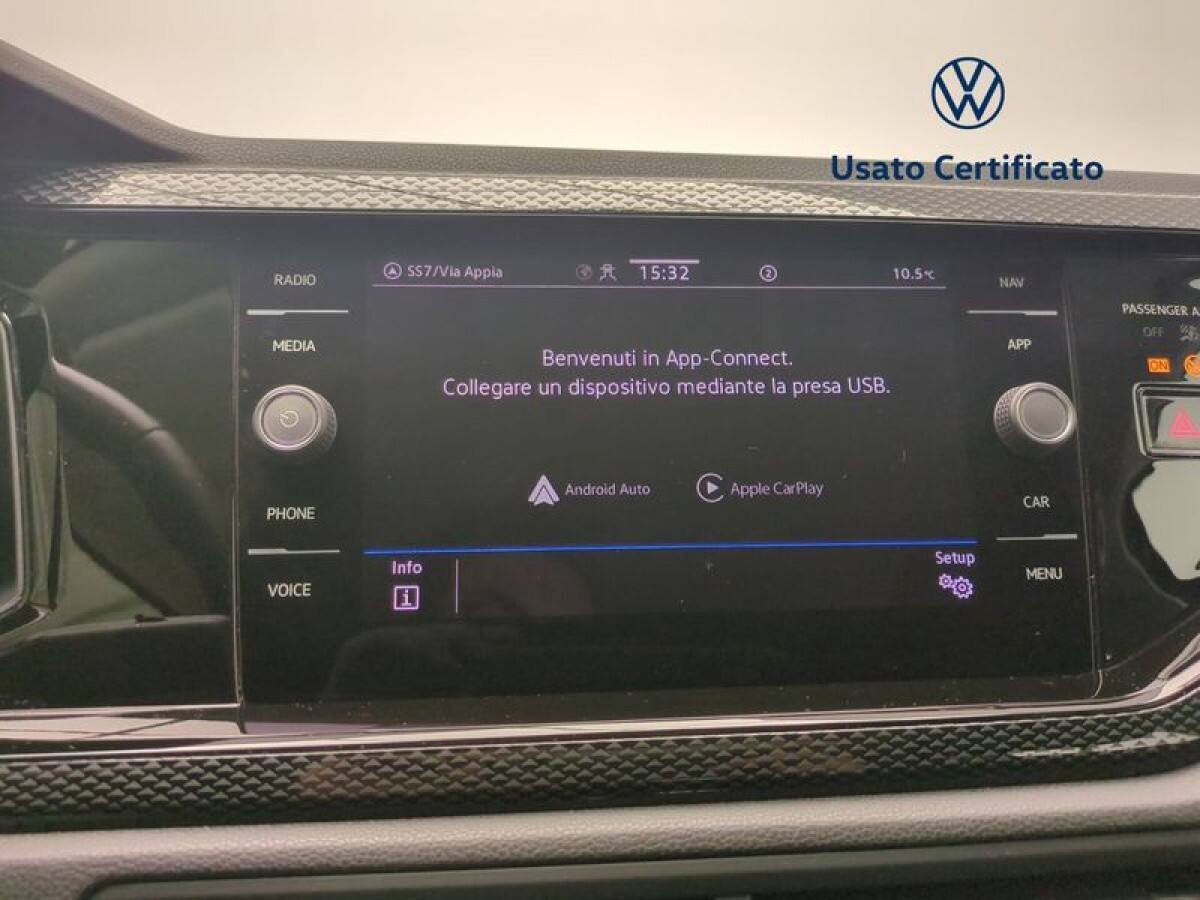 Usato Certificato
RADIO
MEDIA
PHONE
VOICE
SS7/Via Appia
15:32
2
10.5°C
Benvenuti in App-Connect.
Collegare un dispositivo mediante la presa USB.
Android Auto
Apple CarPlay
Info
Setup
NAV
APP
CAR
MENU
PASSENGER
OFF
ON